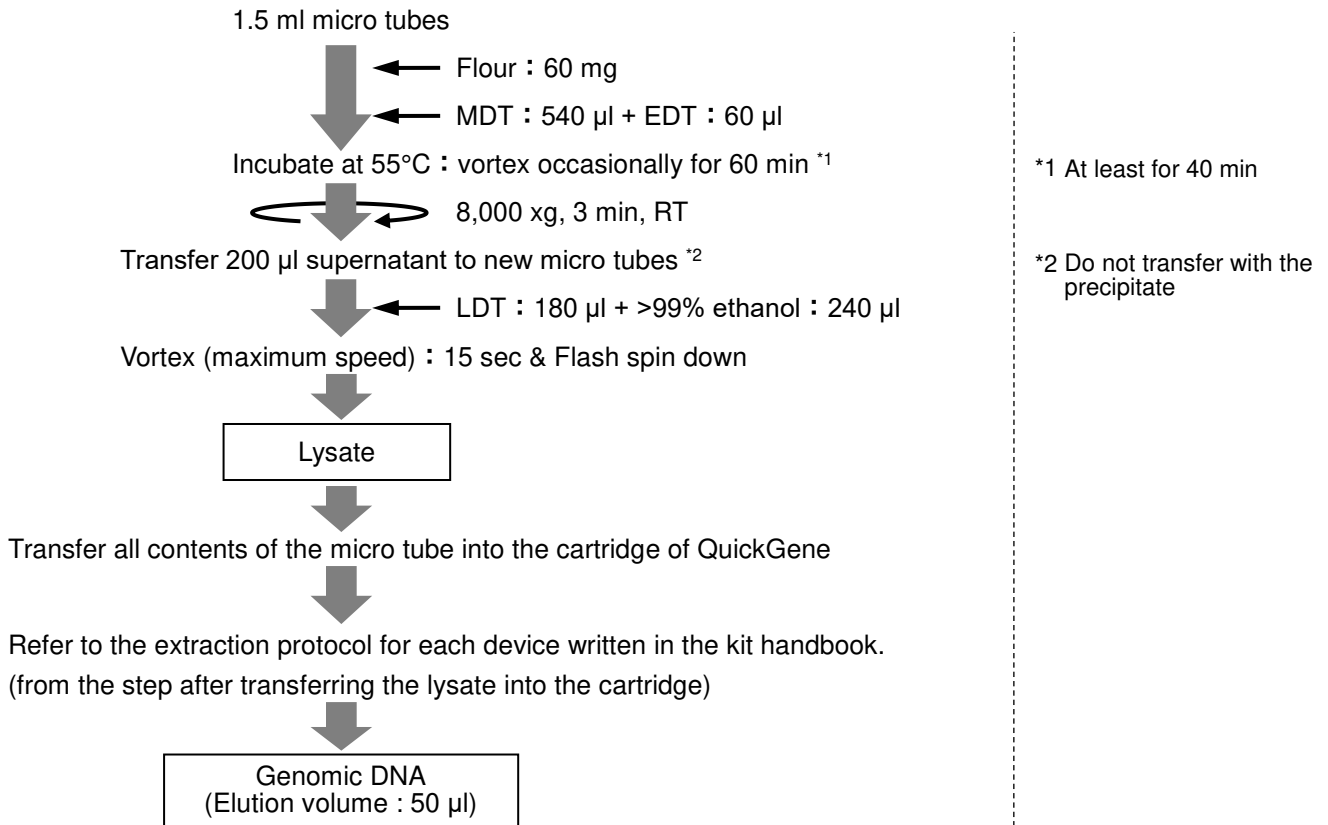 1.5 ml micro tubes
Flour : 60 mg
MDT : 540 µl + EDT : 60 µl
Incubate at 55°C : vortex occasionally for 60 min *1
*1 At least for 40 min
8,000 xg, 3 min, RT
Transfer 200 µl supernatant to new micro tubes *2
*2 Do not transfer with the
precipitate
LDT : 180 µl + >99% ethanol : 240 µl
Vortex (maximum speed) : 15 sec & Flash spin down
Lysate
Transfer all contents of the micro tube into the cartridge of QuickGene
Refer to the extraction protocol for each device written in the kit handbook.
(from the step after transferring the lysate into the cartridge)
Genomic DNA
(Elution volume : 50 µl)